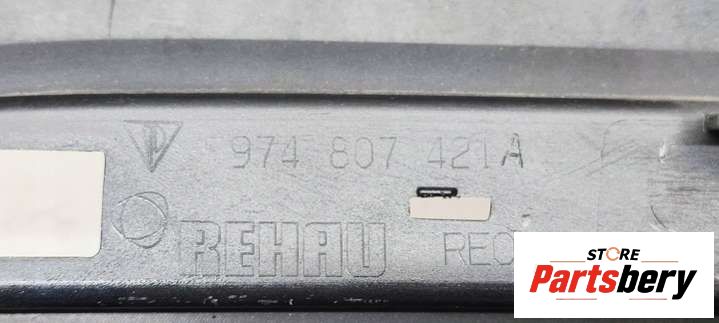 974 807 421A
REHAU
STORE
Partsbery